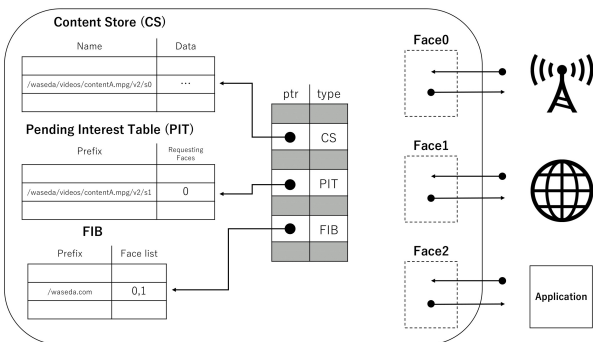 Content Store (CS)
Name Data
/waseda/videos/contentA.mpg/v2/s0 …
Pending Interest Table (PIT)
Prefix Requesting
Faces
/waseda/videos/contentA.mpg/v2/s1 0
FIB
Prefix Face list
/waseda.com 0,1
ptr type
CS
PIT
FIB
Face0
Face1
Face2
Application